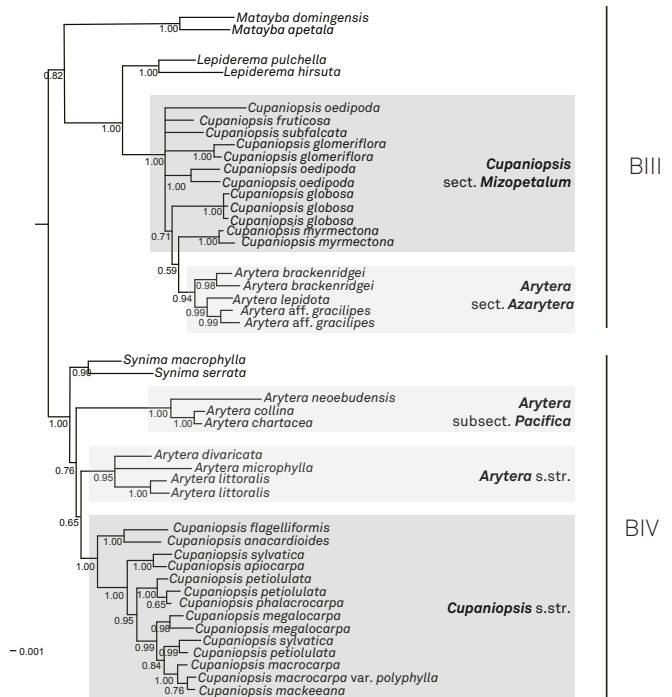 Matayba domingensis
1.00
Matayba apetala
0.82
Lepiderema pulchella
1.00
Lepiderema hirsuta
1.00
Cupaniopsis oedipoda
Cupaniopsis fruticosa
Cupaniopsis subfalcata
Cupaniopsis glomeriflora
1.00
Cupaniopsis glomeriflora
1.00
Cupaniopsis oedipoda
1.00
Cupaniopsis oedipoda
Cupaniopsis globosa
Cupaniopsis globosa
1.00
Cupaniopsis globosa
Cupaniopsis myrmectona
0.71
1.00
Cupaniopsis myrmectona
Cupaniopsis
sect. Mizopetalum
BIII
0.59
Arytera brackenridgei
0.98
Arytera brackenridgei
0.94
Arytera lepidota
0.99
Arytera aff. gracilipes
0.99
Arytera aff. gracilipes
Arytera
sect. Azarytera
Synima macrophylla
0.90
Synima serrata
1.00
Arytera neoebudensis
1.00
Arytera collina
1.00
Arytera chartacea
Arytera
subsect. Pacifica
0.76
Arytera divaricata
Arytera microphylla
0.95
Arytera littoralis
1.00
Arytera littoralis
Arytera s.str.
0.65
BIV
Cupaniopsis flagelliformis
1.00
Cupaniopsis anacardioides
1.00
Cupaniopsis sylvatica
1.00
Cupaniopsis apiocarpa
Cupaniopsis petiolulata
1.00
1.00
Cupaniopsis petiolulata
0.65
Cupaniopsis phalacrocarpa
0.95
Cupaniopsis megalocarpa
0.98
Cupaniopsis megalocarpa
Cupaniopsis sylvatica
0.99
0.99
Cupaniopsis petiolulata
0.84
Cupaniopsis macrocarpa
1.00
Cupaniopsis macrocarpa var. polyphylla
0.76
Cupaniopsis mackeeana
Cupaniopsis s.str.
0.001